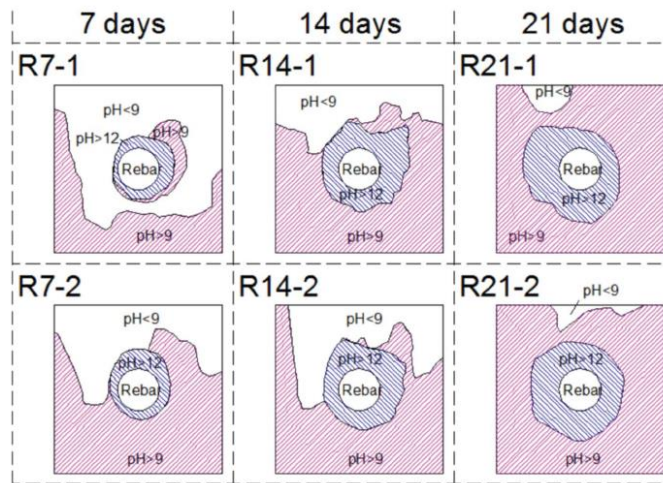 7 days
14 days
21 days
R7-1
pH<9
pH>12
pH>9
Rebar
pH>9
R14-1
pH<9
Rebar
pH>12
pH>9
R21-1
pH<9
Rebar
pH>12
pH>9
R7-2
pH<9
pH>12
Rebar
pH>9
R14-2
pH<9
pH>12
Rebar
pH>9
R21-2
pH<9
pH>12
Rebar
pH>9